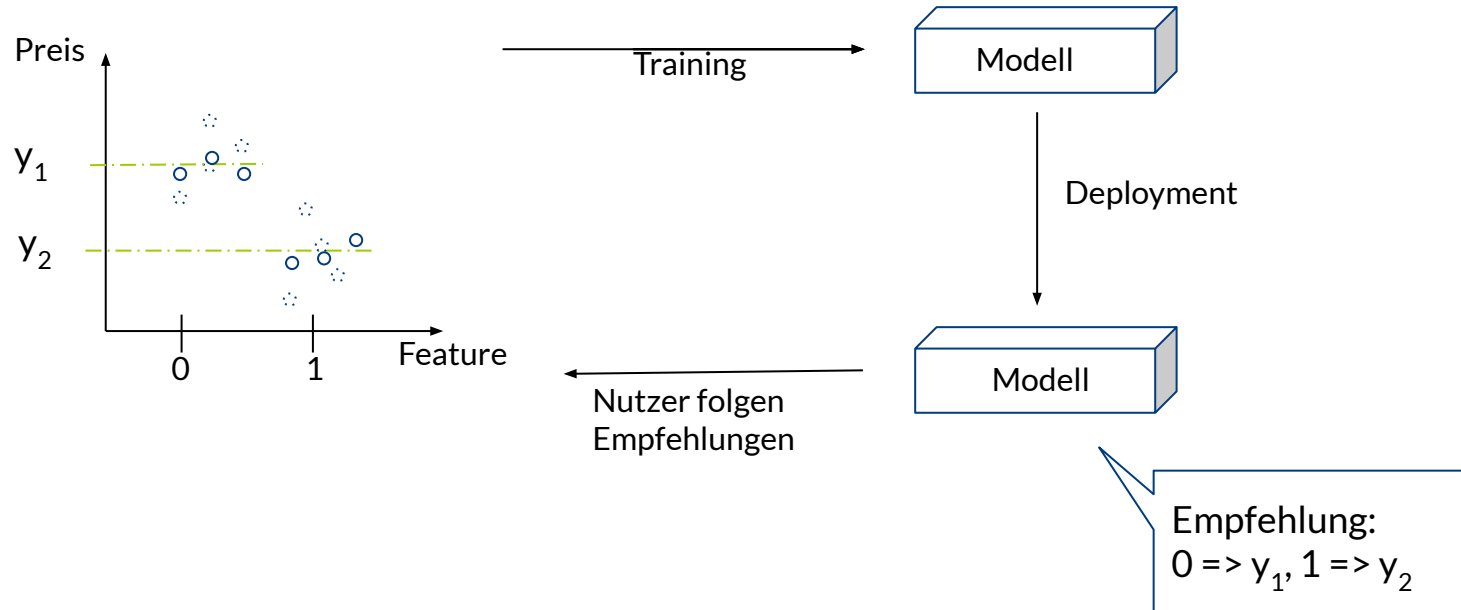 Preis
Training
Modell
y1
Deployment
y2
0
1
Feature
Modell
Nutzer folgen
Empfehlungen
Empfehlung:
0 => y1, 1 => y2